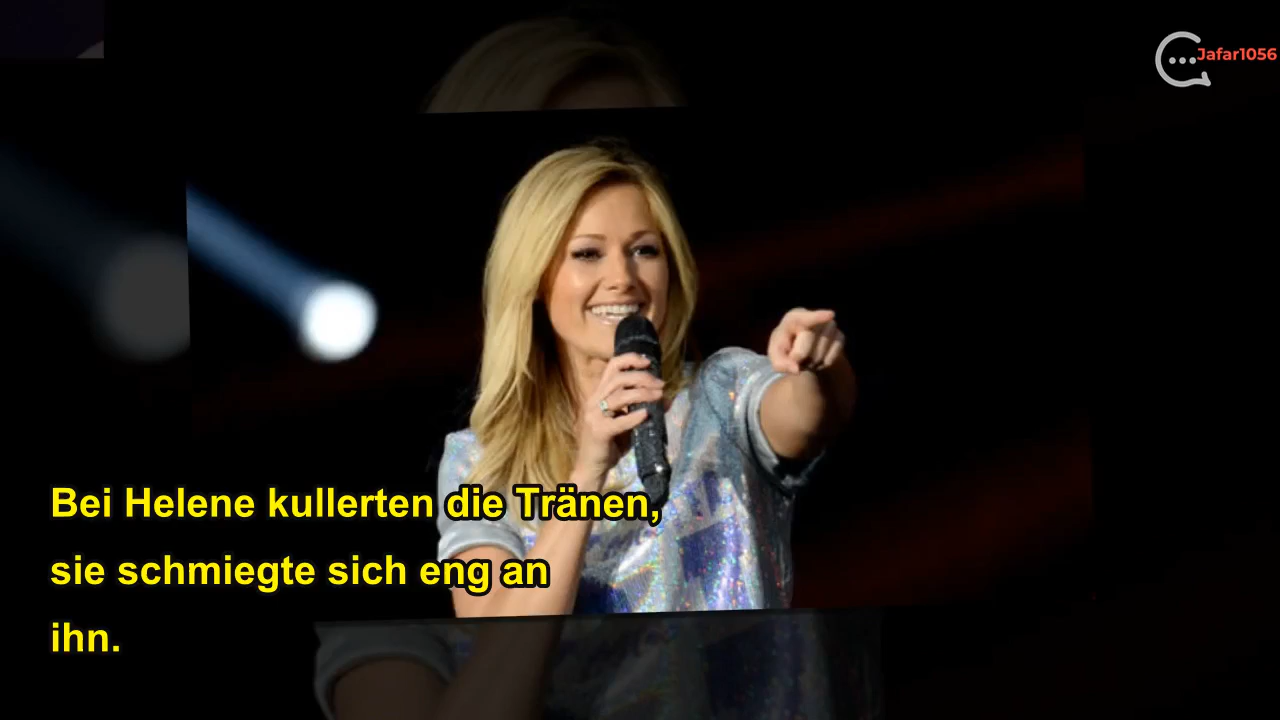 Jafar1056
Bei Helene kullerten die Tränen,
sie schmiegte sich eng an
ihn.